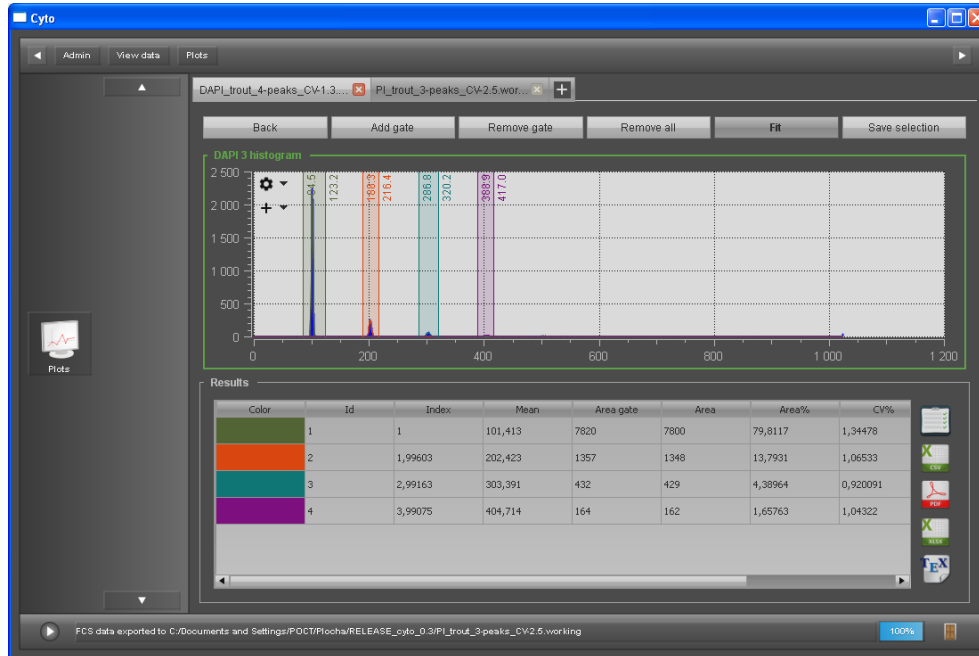 Cyto
Admin View data Plots
DAPI_trout_4-peaks_CV-1.3.... PI_trout_3-peaks_CV-2.5.wor... +
Back Add gate Remove gate Remove all Fit Save selection
DAPI 3 histogram
2 500
2 000
1 500
1 000
500
0
123.2
188.3
216.4
286.8
320.2
388.9
417.0
0 200 400 600 800 1 000 1 200
Plots
Results
Color Id Index Mean Area gate Area Area% CV%
1 1 101,413 7820 7800 79,8117 1,34478
2 1,99603 202,423 1357 1348 13,7931 1,06533
3 2,99163 303,391 432 429 4,38964 0,920091
4 3,99075 404,714 164 162 1,65763 1,04322
CSV
PDF
XLSX
TEX
FCS data exported to C:/Documents and Settings/POCT/Plocha/RELEASE_cyto_0.3/PI_trout_3-peaks_CV-2.5.working
100%